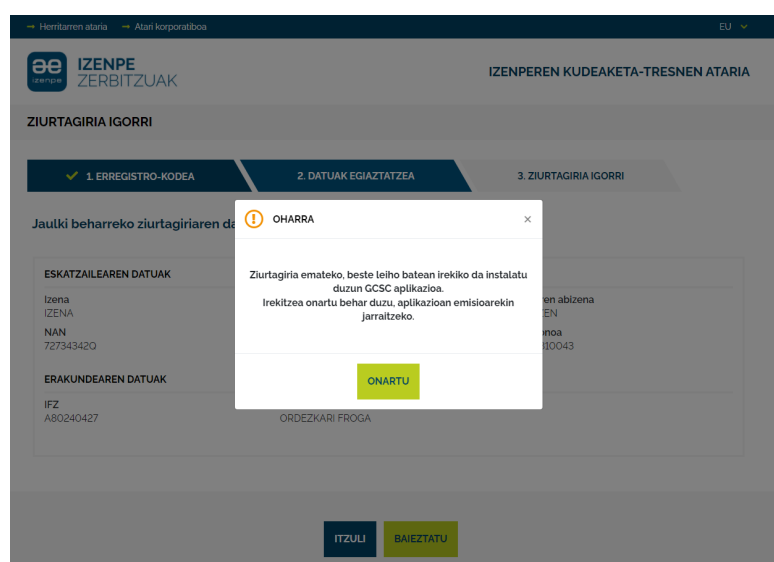 Herritarren ataria Atari korporatiboa EU
izenpe
IZENPE
ZERBITZUAK
IZENPEREN KUDEAKETA-TRESNEN ATARIA
ZIURTAGIRIA IGORRI
1. ERREGISTRO-KODEA 2. DATUAK EGIAZTATZEA 3. ZIURTAGIRIA IGORRI
Jaulki beharreko ziurtagiriaren
OHARRA ×
Ziurtagiria emateko, beste leiho batean irekiko da instalatu
duzun GCSC aplikazioa.
Irekitzea onartu behar duzu, aplikazioan emisioarekin
jarraitzeko.
ONARTU
ESKATZAILEAREN DATUAK
Izena
IZENA
abizena
NAN
72734342Q
ERAKUNDEAREN DATUAK
IFZ
A80240427
ORDEZKARI FROGA
ITZULI BAIEZTATU